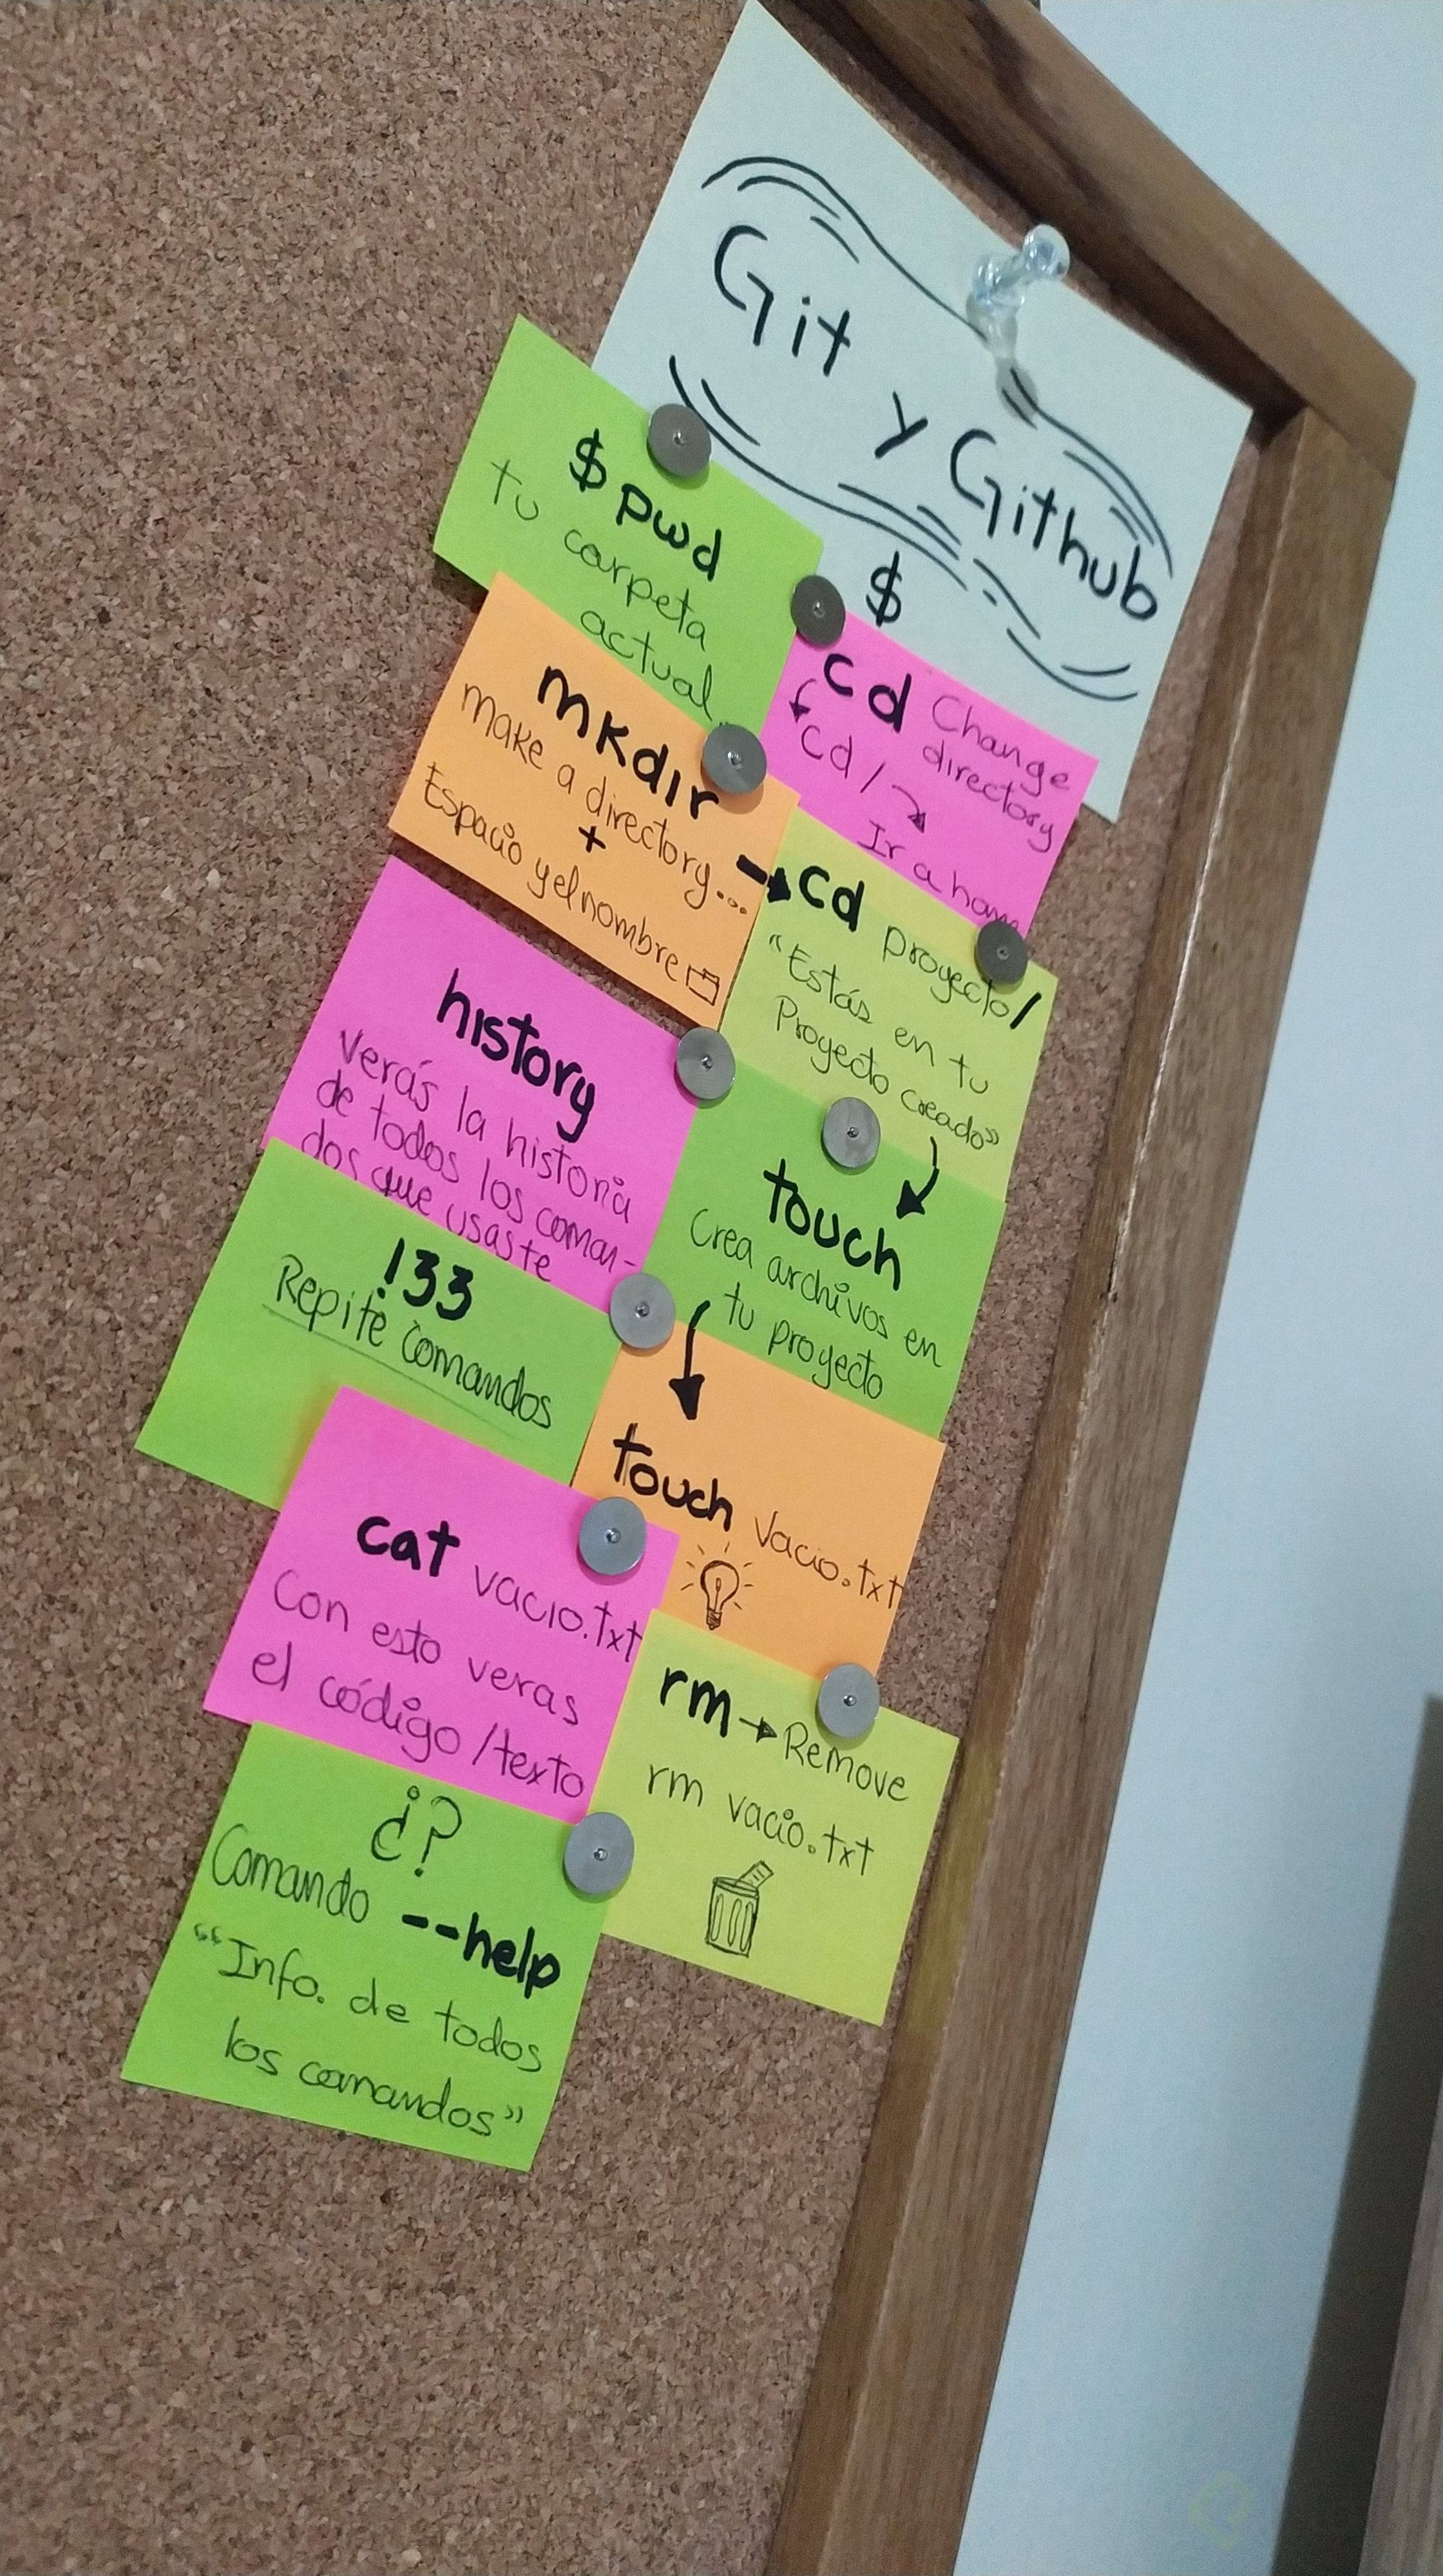 Git y Github
$
$ pwd
tu carpeta
actual
cd Change
directory
cd /
Ir a home
mkdir
make a directory...
+
Espacio y el nombre
cd proyecto/
“Estás en tu
Proyecto creado”
history
verás la historia
de todos los coman-
dos que usaste
touch
Crea archivos en
tu proyecto
!33
Repite comandos
touch vacio.txt
cat vacio.txt
Con esto veras
el código /texto
rm → Remove
rm vacio.txt
¿?
Comando --help
“Info. de todos
los comandos”